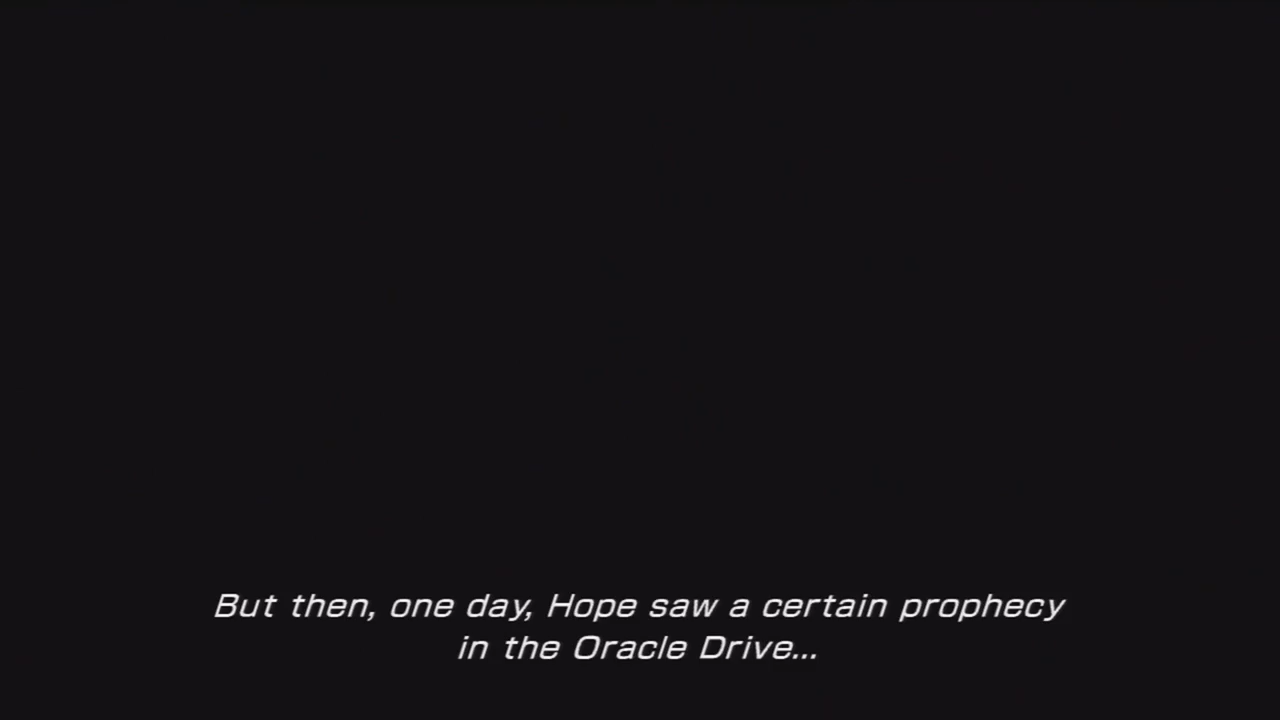 But then, one day, Hope saw a certain prophecy
in the Oracle Drive...